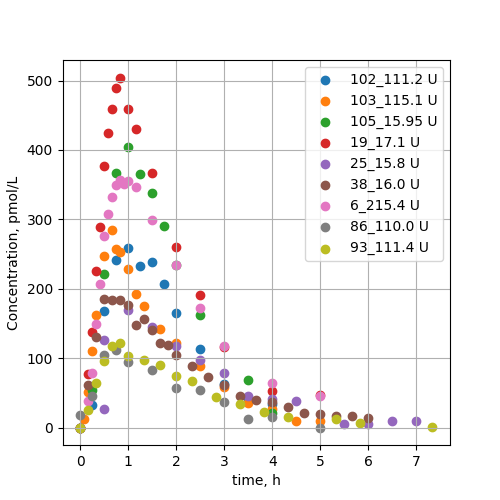 500
400
300
200
100
0
Concentration, pmol/L
102_111.2 U
103_115.1 U
105_15.95 U
19_17.1 U
25_15.8 U
38_16.0 U
6_215.4 U
86_110.0 U
93_111.4 U
0 1 2 3 4 5 6 7
time, h